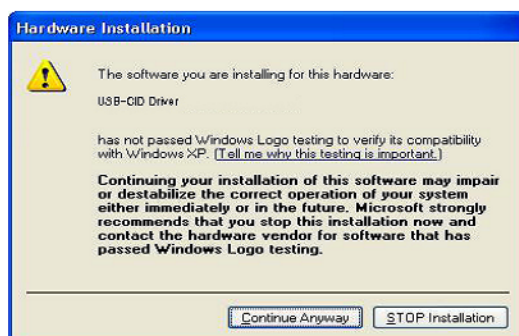 Hardware Installation
The software you are installing for this hardware:
USB-CID Driver
has not passed Windows Logo testing to verify its compatibility
with Windows XP. (Tell me why this testing is important.)
Continuing your installation of this software may impair
or destabilize the correct operation of your system
either immediately or in the future. Microsoft strongly
recommends that you stop this installation now and
contact the hardware vendor for software that has
passed Windows Logo testing.
Continue Anyway STOP Installation